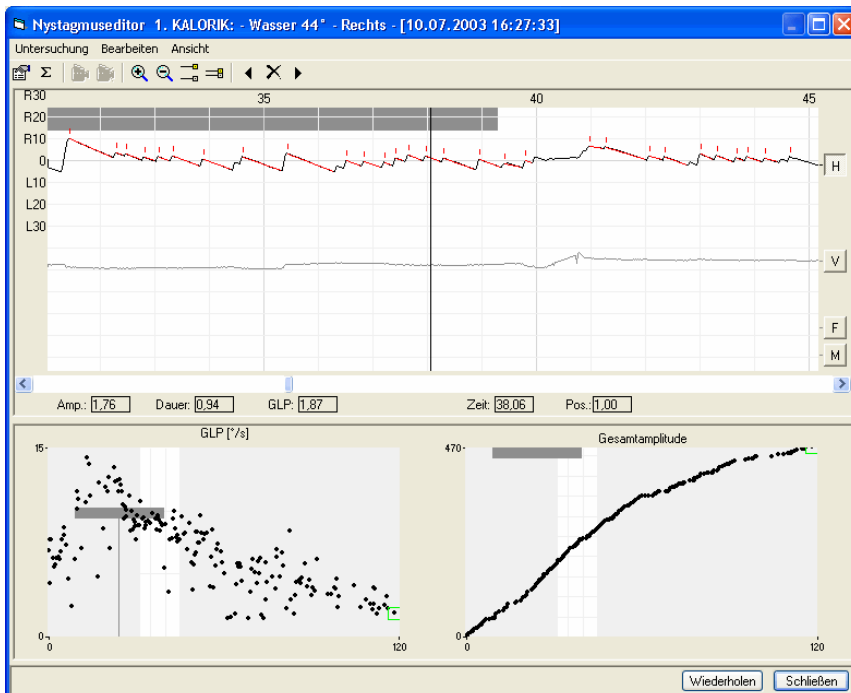 Nystagmuseditor 1. KALORIK: - Wasser 44° - Rechts - [10.07.2003 16:27:33]
Untersuchung Bearbeiten Ansicht
Σ
R30 35 40 45
R20
R10
0 H
L10
L20
L30
V
F
M
Amp.: 1,76 Dauer: 0,94 GLP: 1,87 Zeit: 38,06 Pos.: 1,00
GLP [°/s] Gesamtamplitude
15 470
0 0
0 120 0 120
Wiederholen Schließen